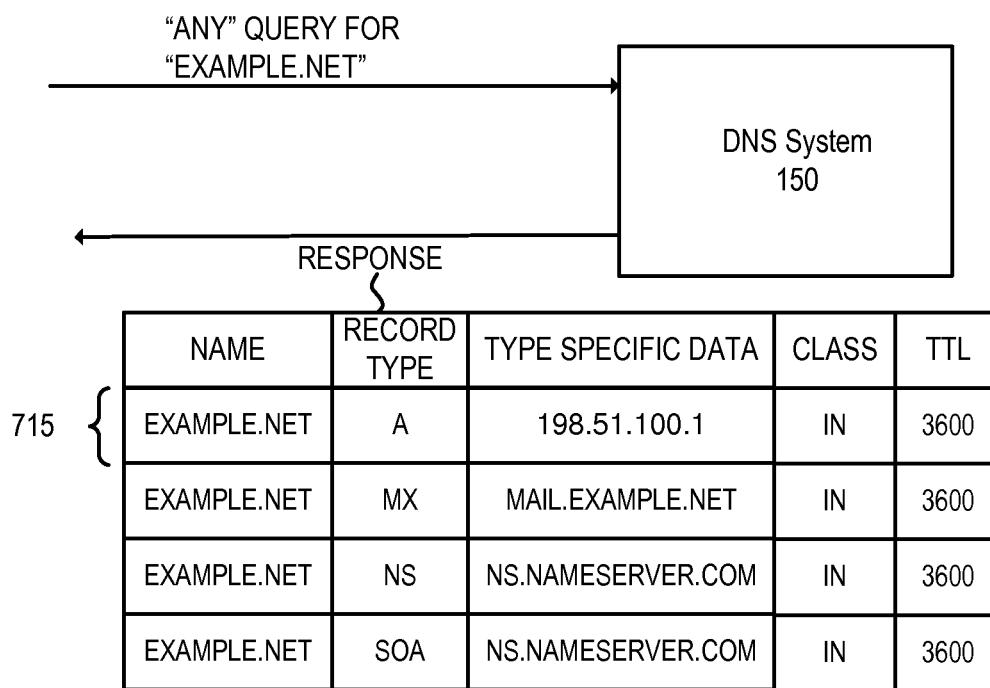 “ANY” QUERY FOR
“EXAMPLE.NET”
DNS System
150
RESPONSE
NAME RECORD TYPE TYPE SPECIFIC DATA CLASS TTL
715 EXAMPLE.NET A 198.51.100.1 IN 3600
EXAMPLE.NET MX MAIL.EXAMPLE.NET IN 3600
EXAMPLE.NET NS NS.NAMESERVER.COM IN 3600
EXAMPLE.NET SOA NS.NAMESERVER.COM IN 3600